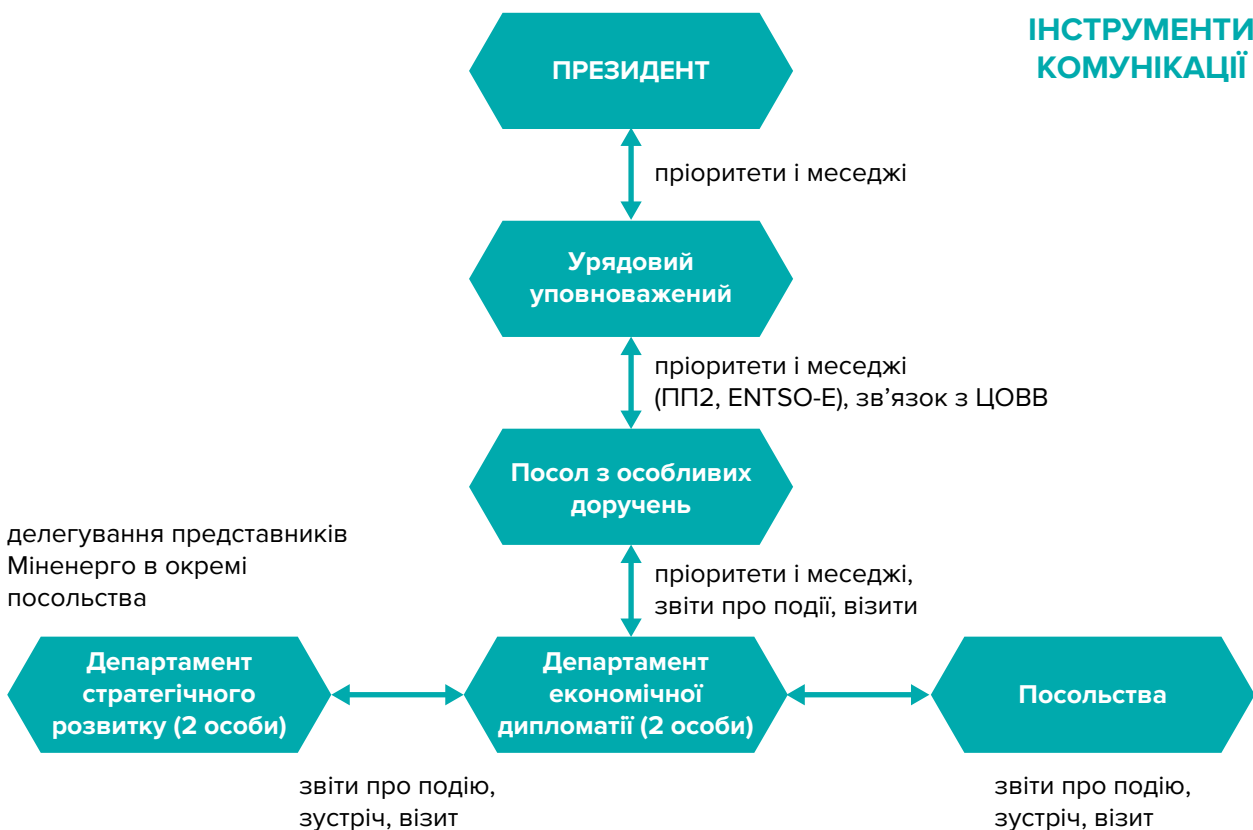 ІНСТРУМЕНТИ
КОМУНІКАЦІЇ
ПРЕЗИДЕНТ
пріоритети і меседжі
Урядовий
уповноважений
пріоритети і меседжі
(ПП2, ENTSO-E), зв’язок з ЦОВВ
Посол з особливих
доручень
делегування представників
Міненерго в окремі
посольства
пріоритети і меседжі,
звіти про події, візити
Департамент
стратегічного
розвитку (2 особи)
Департамент
економічної
дипломатії (2 особи)
Посольства
звіти про подію,
зустріч, візит
звіти про подію,
зустріч, візит